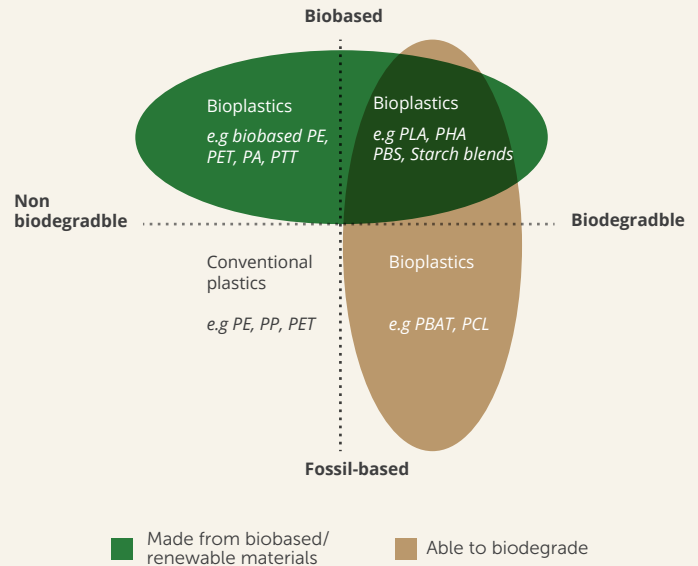 Biobased
Bioplastics
e.g biobased PE,
PET, PA, PTT
Bioplastics
e.g PLA, PHA
PBS, Starch blends
Non
biodegradble
Biodegradble
Conventional
plastics
e.g PE, PP, PET
Bioplastics
e.g PBAT, PCL
Fossil-based
Made from biobased/
renewable materials
Able to biodegrade